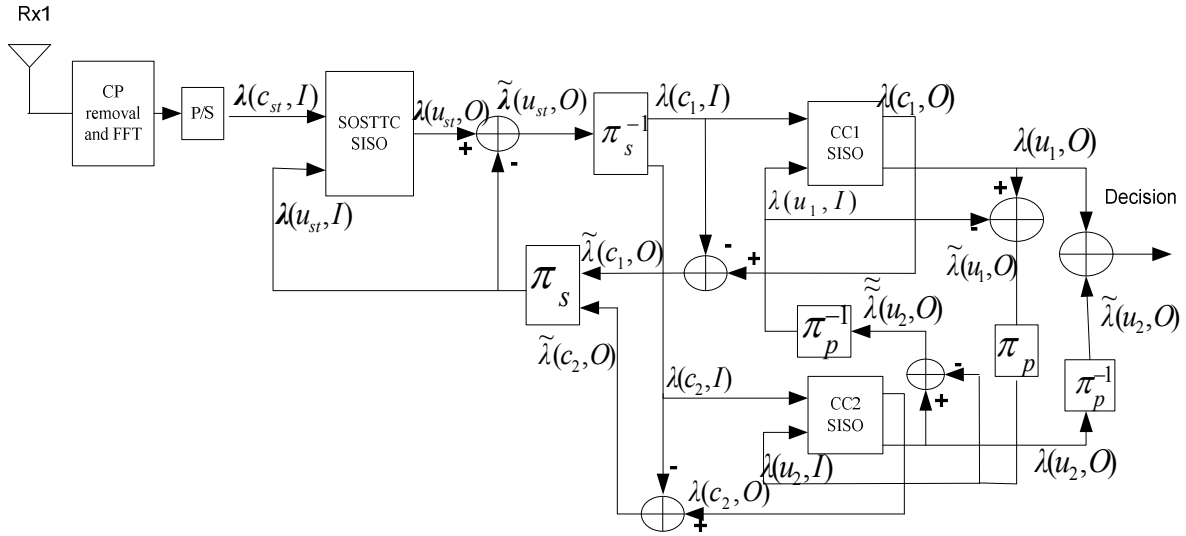 Rx1
CP
removal
and FFT
P/S
λ(c_st, I)
SOSTTC
SISO
λ(u_st, O)
λ̃(u_st, O)
+
-
π_s^{-1}
λ(c_1, I)
CC1
SISO
λ(c_1, O)
λ(u_1, O)
λ(u_1, I)
+
-
Decision
λ(u_st, I)
π_s
λ̃(c_1, O)
-
+
λ̃(u_1, O)
λ̃(u_2, O)
π_p^{-1}
λ̃̃(u_2, O)
π_p
π_p^{-1}
λ̃(c_2, O)
λ(c_2, I)
-
+
CC2
SISO
λ(u_2, I)
λ(u_2, O)
-
λ(c_2, O)
+